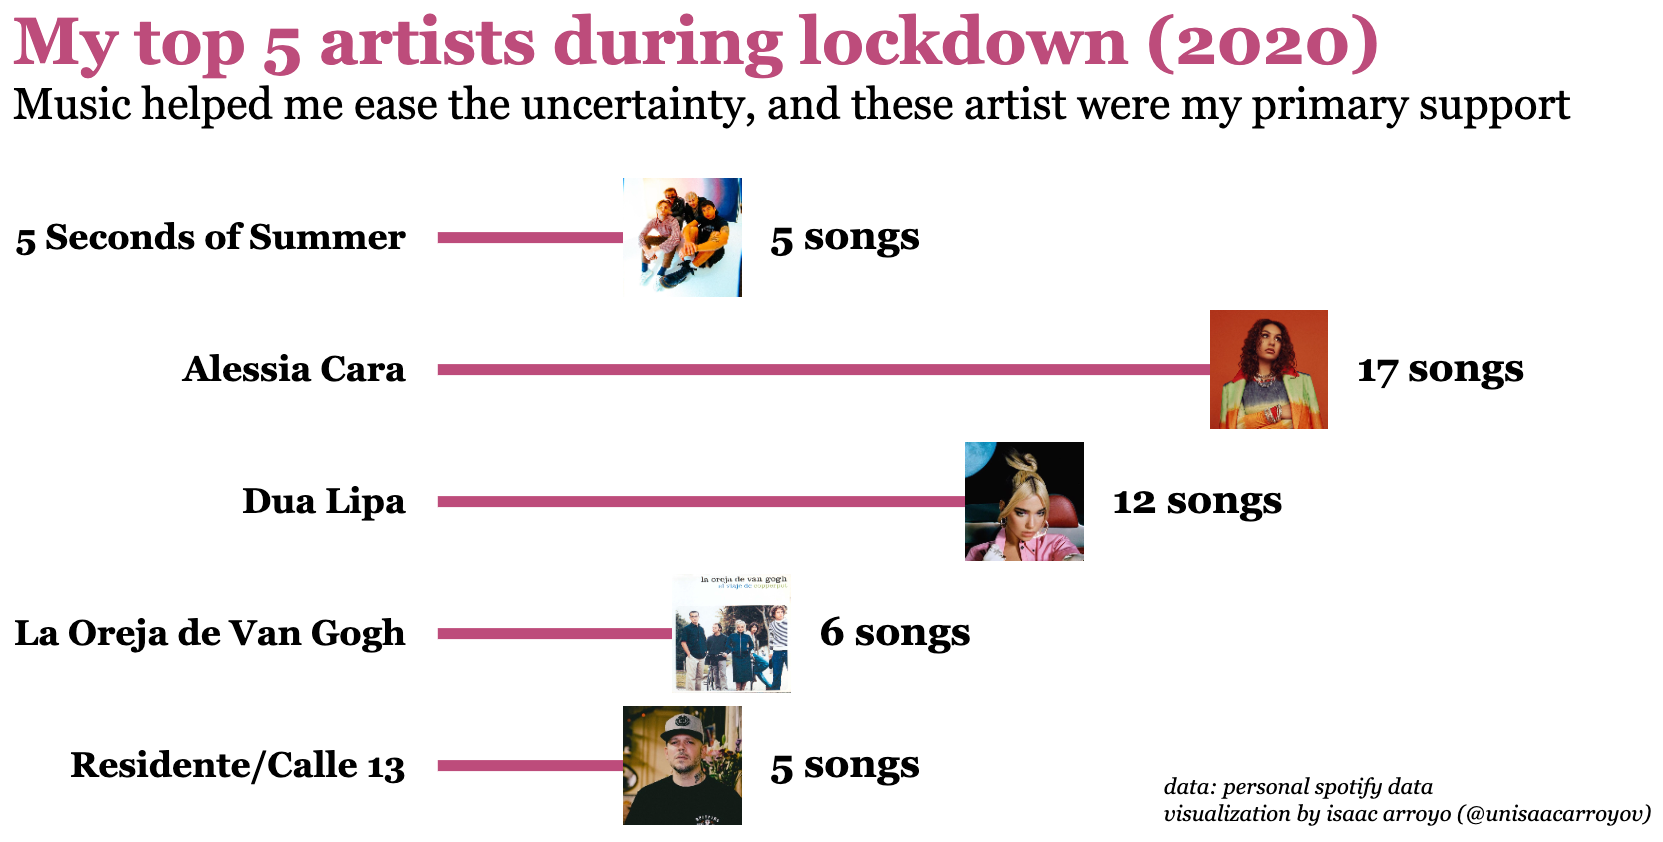 My top 5 artists during lockdown (2020)
Music helped me ease the uncertainty, and these artist were my primary support
5 Seconds of Summer
5 songs
Alessia Cara
17 songs
Dua Lipa
12 songs
la oreja de van gogh
el viaje de copperpot
La Oreja de Van Gogh
6 songs
Residente/Calle 13
5 songs
data: personal spotify data
visualization by isaac arroyo (@unisaacarroyov)